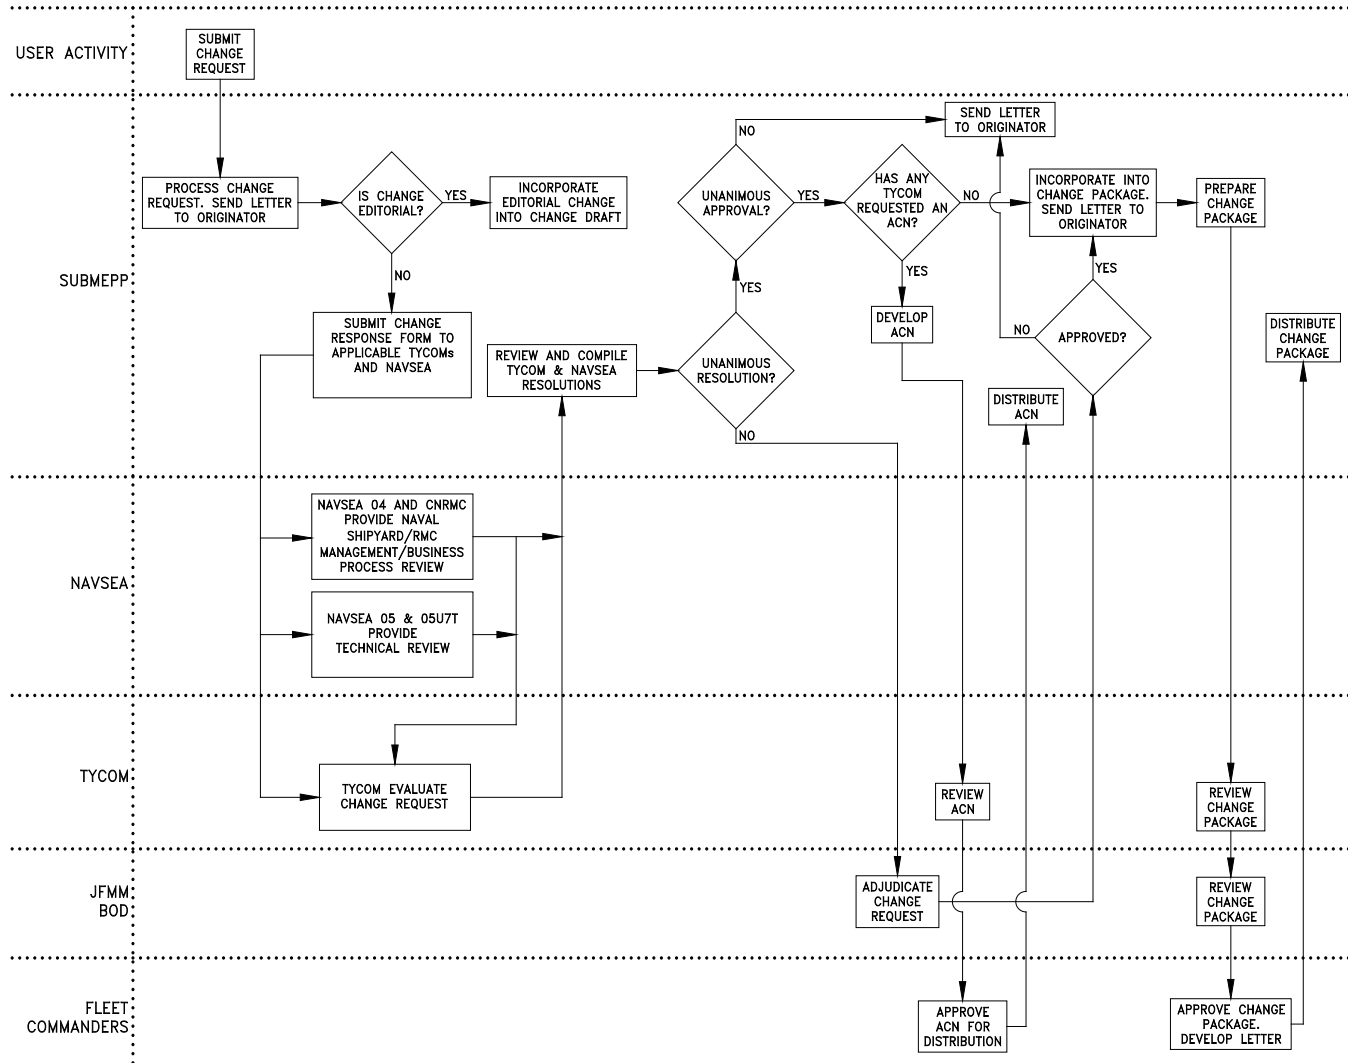 USER ACTIVITY
SUBMIT
CHANGE
REQUEST
SUBMEPP
PROCESS CHANGE
REQUEST. SEND LETTER
TO ORIGINATOR
IS CHANGE
EDITORIAL?
YES
NO
INCORPORATE
EDITORIAL CHANGE
INTO CHANGE DRAFT
SUBMIT CHANGE
RESPONSE FORM TO
APPLICABLE TYCOMs
AND NAVSEA
REVIEW AND COMPILE
TYCOM & NAVSEA
RESOLUTIONS
UNANIMOUS
RESOLUTION?
YES
NO
UNANIMOUS
APPROVAL?
NO
YES
SEND LETTER
TO ORIGINATOR
HAS ANY
TYCOM
REQUESTED AN
ACN?
NO
YES
DEVELOP
ACN
INCORPORATE INTO
CHANGE PACKAGE.
SEND LETTER TO
ORIGINATOR
YES
NO
APPROVED?
PREPARE
CHANGE
PACKAGE
DISTRIBUTE
CHANGE
PACKAGE
DISTRIBUTE
ACN
NAVSEA
NAVSEA 04 AND CNRMC
PROVIDE NAVAL
SHIPYARD/RMC
MANAGEMENT/BUSINESS
PROCESS REVIEW
NAVSEA 05 & 05U7T
PROVIDE
TECHNICAL REVIEW
TYCOM
TYCOM EVALUATE
CHANGE REQUEST
REVIEW
ACN
REVIEW
CHANGE
PACKAGE
JFMM
BOD
ADJUDICATE
CHANGE
REQUEST
REVIEW
CHANGE
PACKAGE
FLEET
COMMANDERS
APPROVE
ACN FOR
DISTRIBUTION
APPROVE CHANGE
PACKAGE.
DEVELOP LETTER